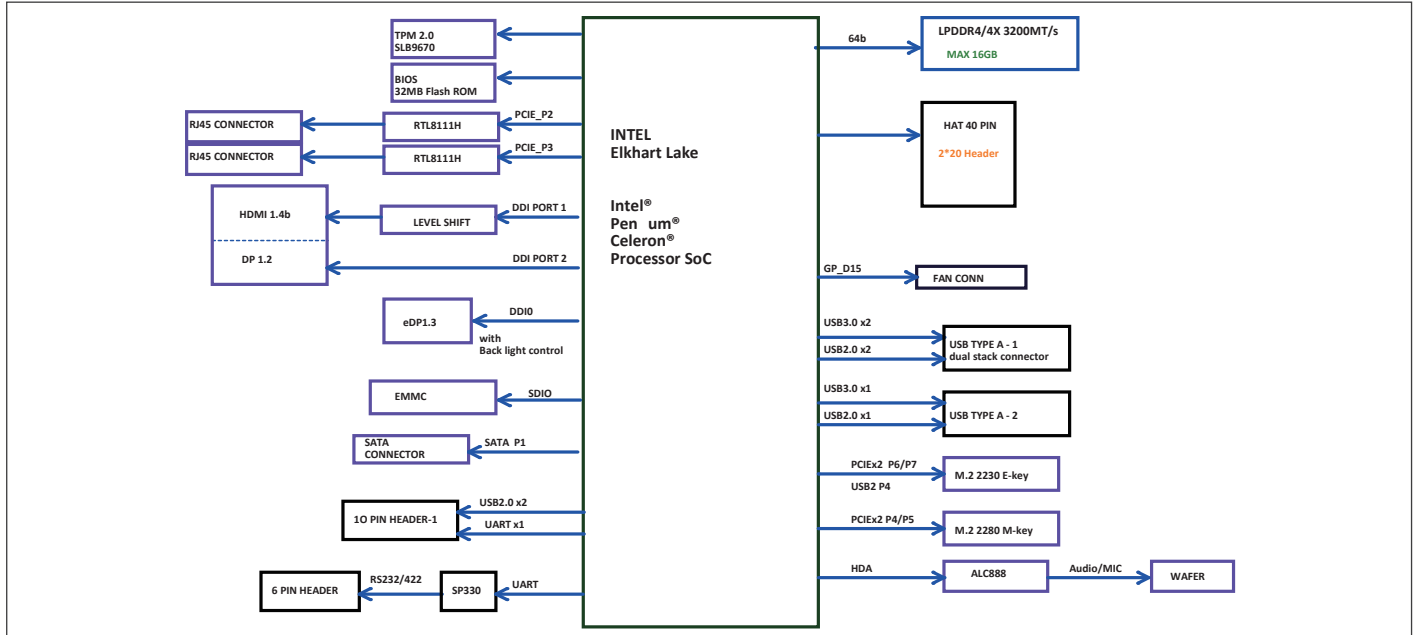 TPM 2.0
SLB9670
BIOS
32MB Flash ROM
RJ45 CONNECTOR
RTL8111H
PCIE_P2
RJ45 CONNECTOR
RTL8111H
PCIE_P3
HDMI 1.4b
LEVEL SHIFT
DDI PORT 1
DP 1.2
DDI PORT 2
eDP1.3
DDI0
with
Back light control
EMMC
SDIO
SATA
CONNECTOR
SATA P1
1O PIN HEADER-1
USB2.0 x2
UART x1
6 PIN HEADER
RS232/422
SP330
UART
INTEL
Elkhart Lake
Intel®
Pen um®
Celeron®
Processor SoC
64b
LPDDR4/4X 3200MT/s
MAX 16GB
HAT 40 PIN
2*20 Header
GP_D15
FAN CONN
USB3.0 x2
USB2.0 x2
USB TYPE A - 1
dual stack connector
USB3.0 x1
USB2.0 x1
USB TYPE A - 2
PCIEx2 P6/P7
USB2 P4
M.2 2230 E-key
PCIEx2 P4/P5
M.2 2280 M-key
HDA
ALC888
Audio/MIC
WAFER